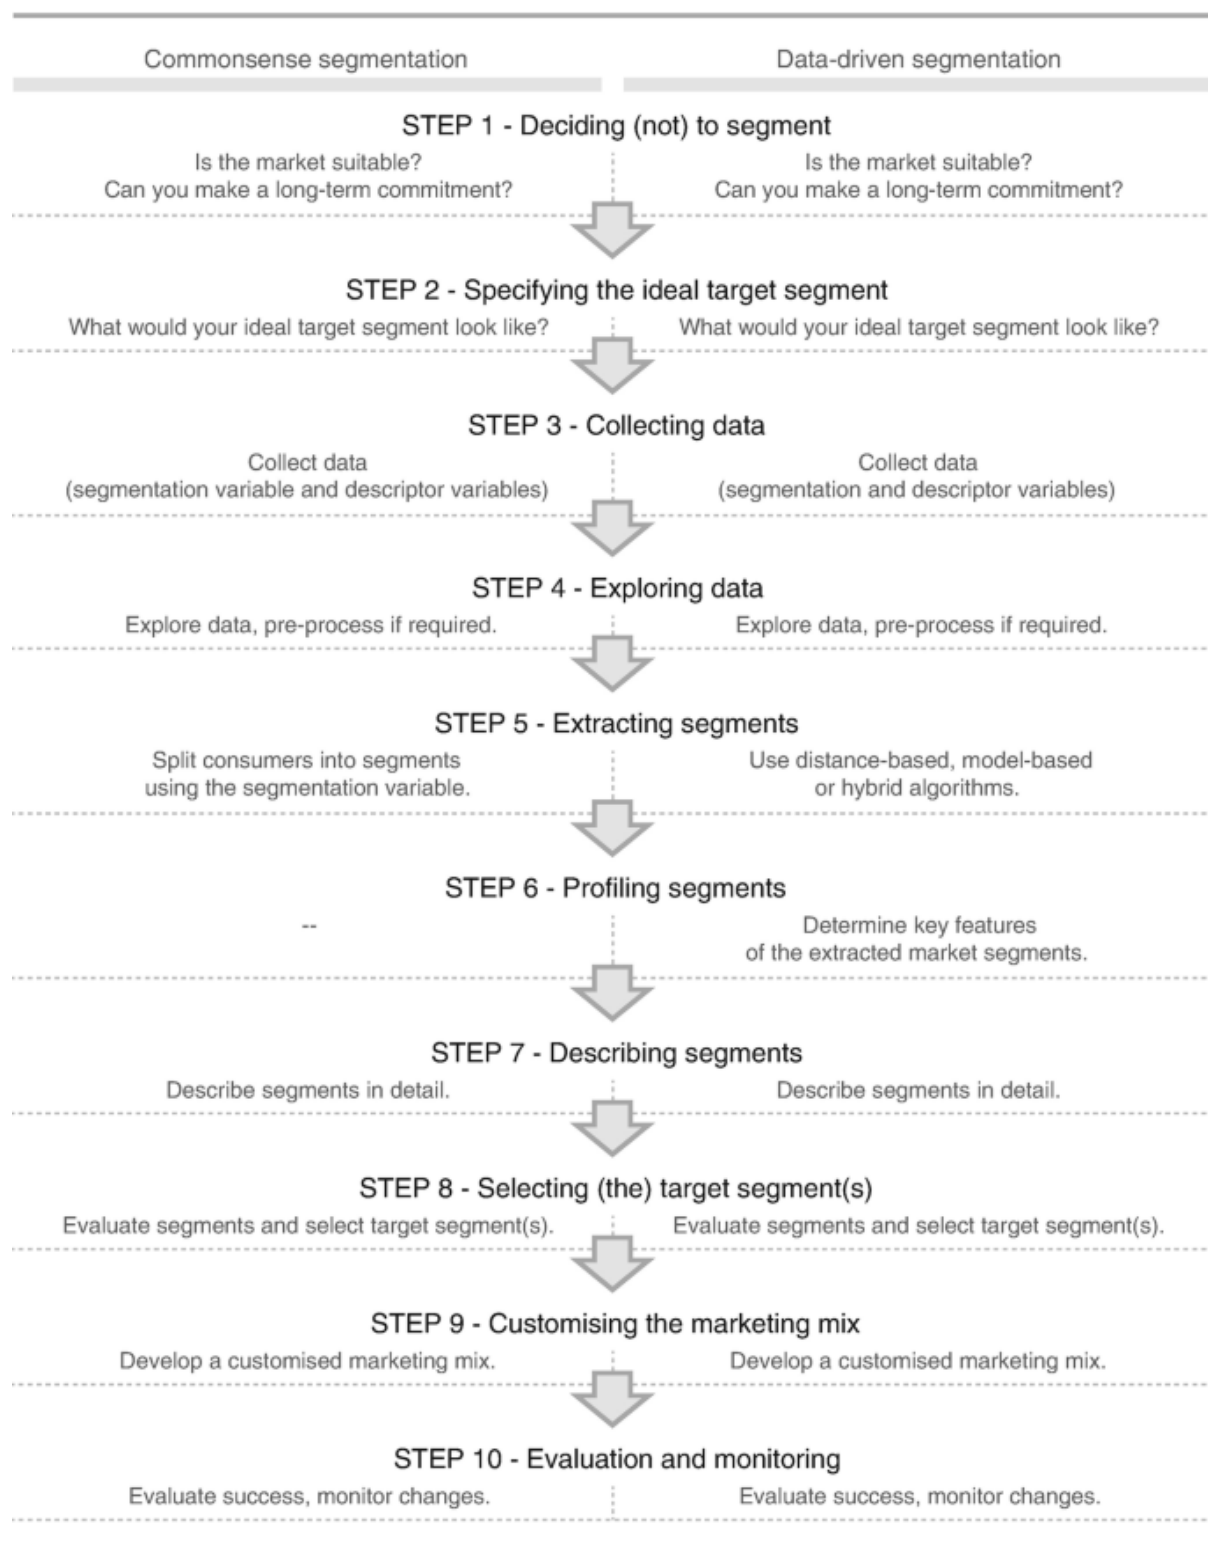 Commonsense segmentation
Data-driven segmentation
STEP 1 - Deciding (not) to segment
Is the market suitable?
Can you make a long-term commitment?
Is the market suitable?
Can you make a long-term commitment?
STEP 2 - Specifying the ideal target segment
What would your ideal target segment look like?
What would your ideal target segment look like?
STEP 3 - Collecting data
Collect data
(segmentation variable and descriptor variables)
Collect data
(segmentation and descriptor variables)
STEP 4 - Exploring data
Explore data, pre-process if required.
Explore data, pre-process if required.
STEP 5 - Extracting segments
Split consumers into segments
using the segmentation variable.
Use distance-based, model-based
or hybrid algorithms.
STEP 6 - Profiling segments
--
Determine key features
of the extracted market segments.
STEP 7 - Describing segments
Describe segments in detail.
Describe segments in detail.
STEP 8 - Selecting (the) target segment(s)
Evaluate segments and select target segment(s).
Evaluate segments and select target segment(s).
STEP 9 - Customising the marketing mix
Develop a customised marketing mix.
Develop a customised marketing mix.
STEP 10 - Evaluation and monitoring
Evaluate success, monitor changes.
Evaluate success, monitor changes.